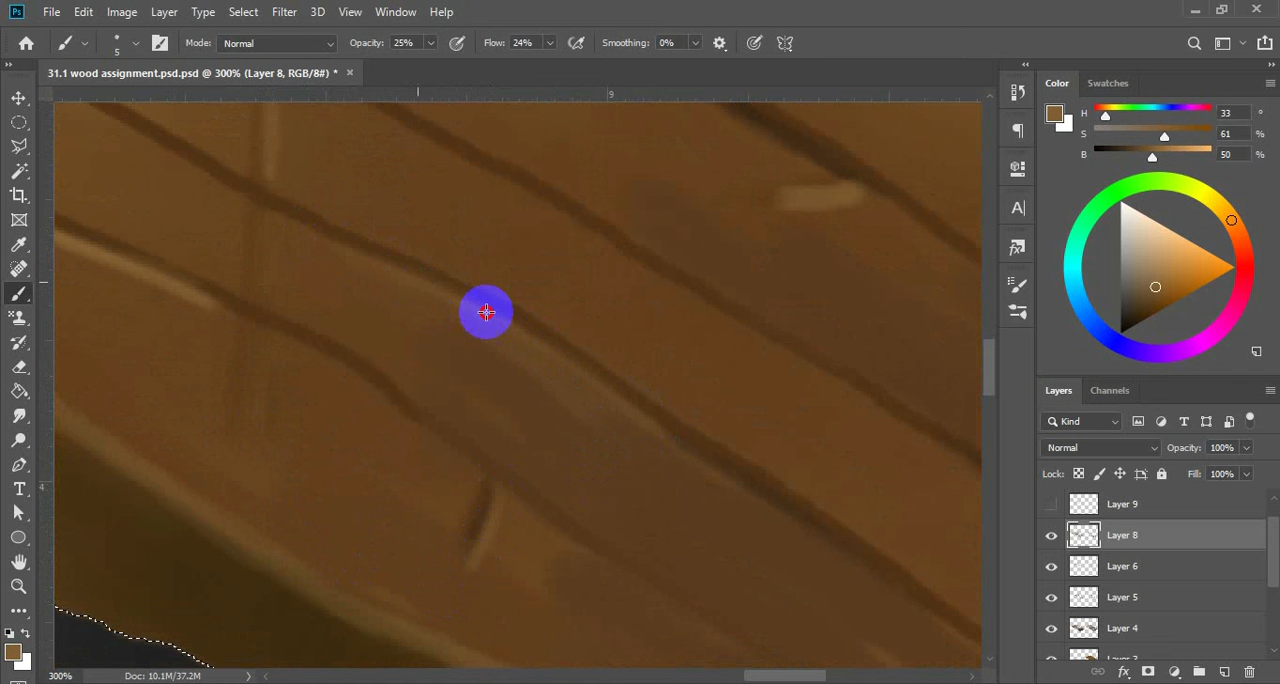 Ps File Edit Image Layer Type Select Filter 3D View Window Help
5 Mode: Normal Opacity: 25% Flow: 24% Smoothing: 0%
31.1 wood assignment.psd.psd @ 300% (Layer 8, RGB/8#) * ×
9
4
Color Swatches
H 33 °
S 61 %
B 50 %
Layers Channels
Kind
Normal Opacity: 100%
Lock: Fill: 100%
Layer 9
Layer 8
Layer 6
Layer 5
Layer 4
300% Doc: 10.1M/37.2M